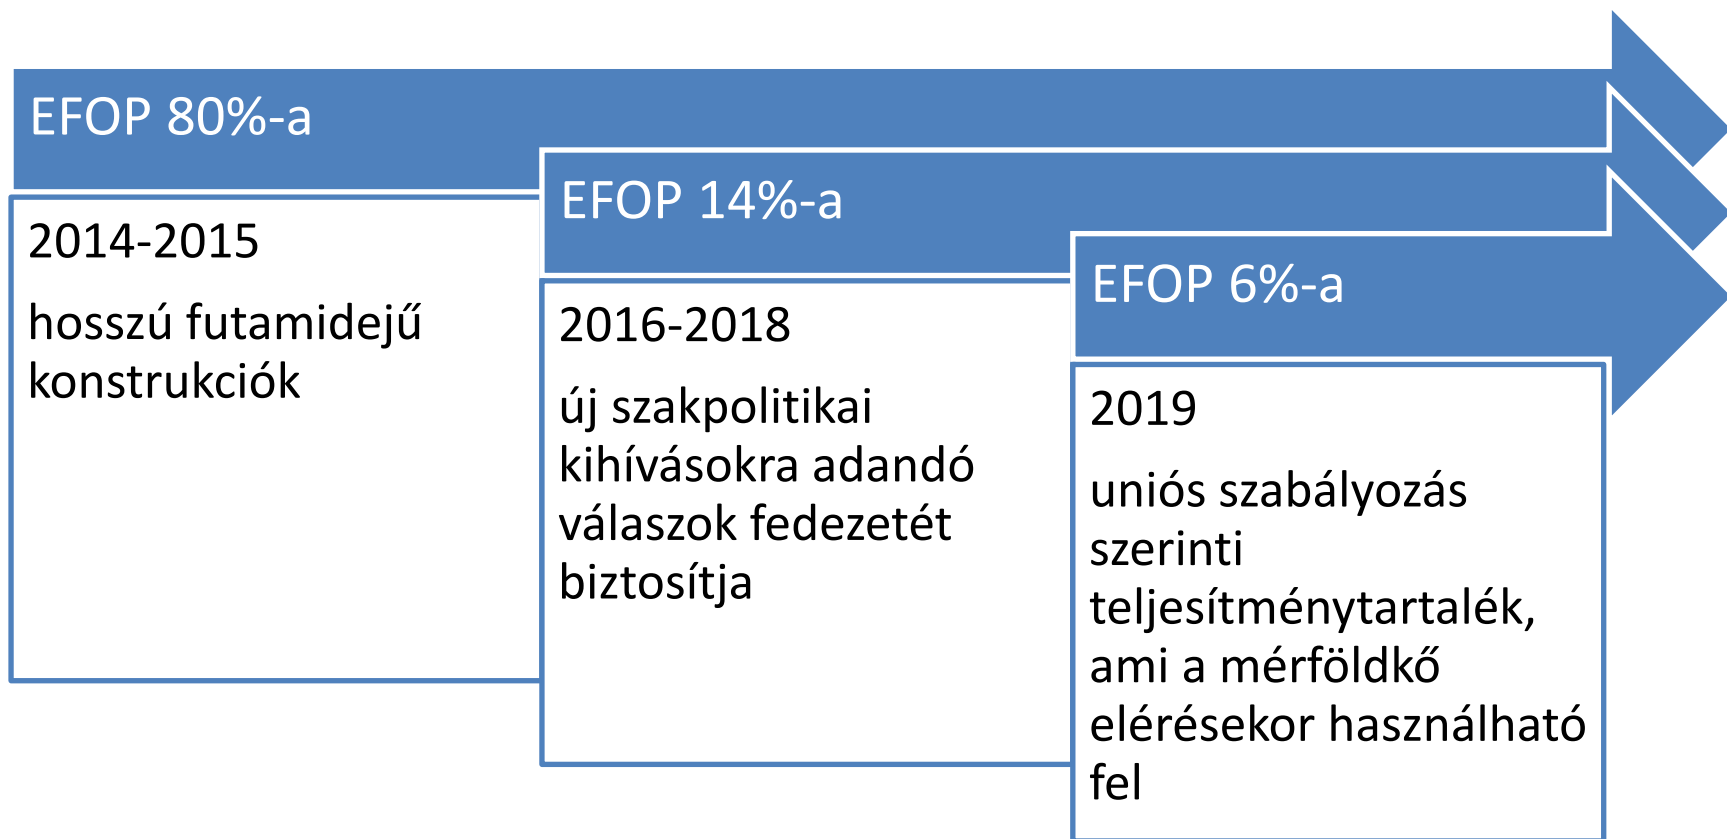 EFOP 80%-a
2014-2015
hosszú futamidejű
konstrukciók
EFOP 14%-a
2016-2018
új szakpolitikai
kihívásokra adandó
válaszok fedezetét
biztosítja
EFOP 6%-a
2019
uniós szabályozás
szerinti
teljesítménytartalék,
ami a mérföldkő
elérésekor használható
fel